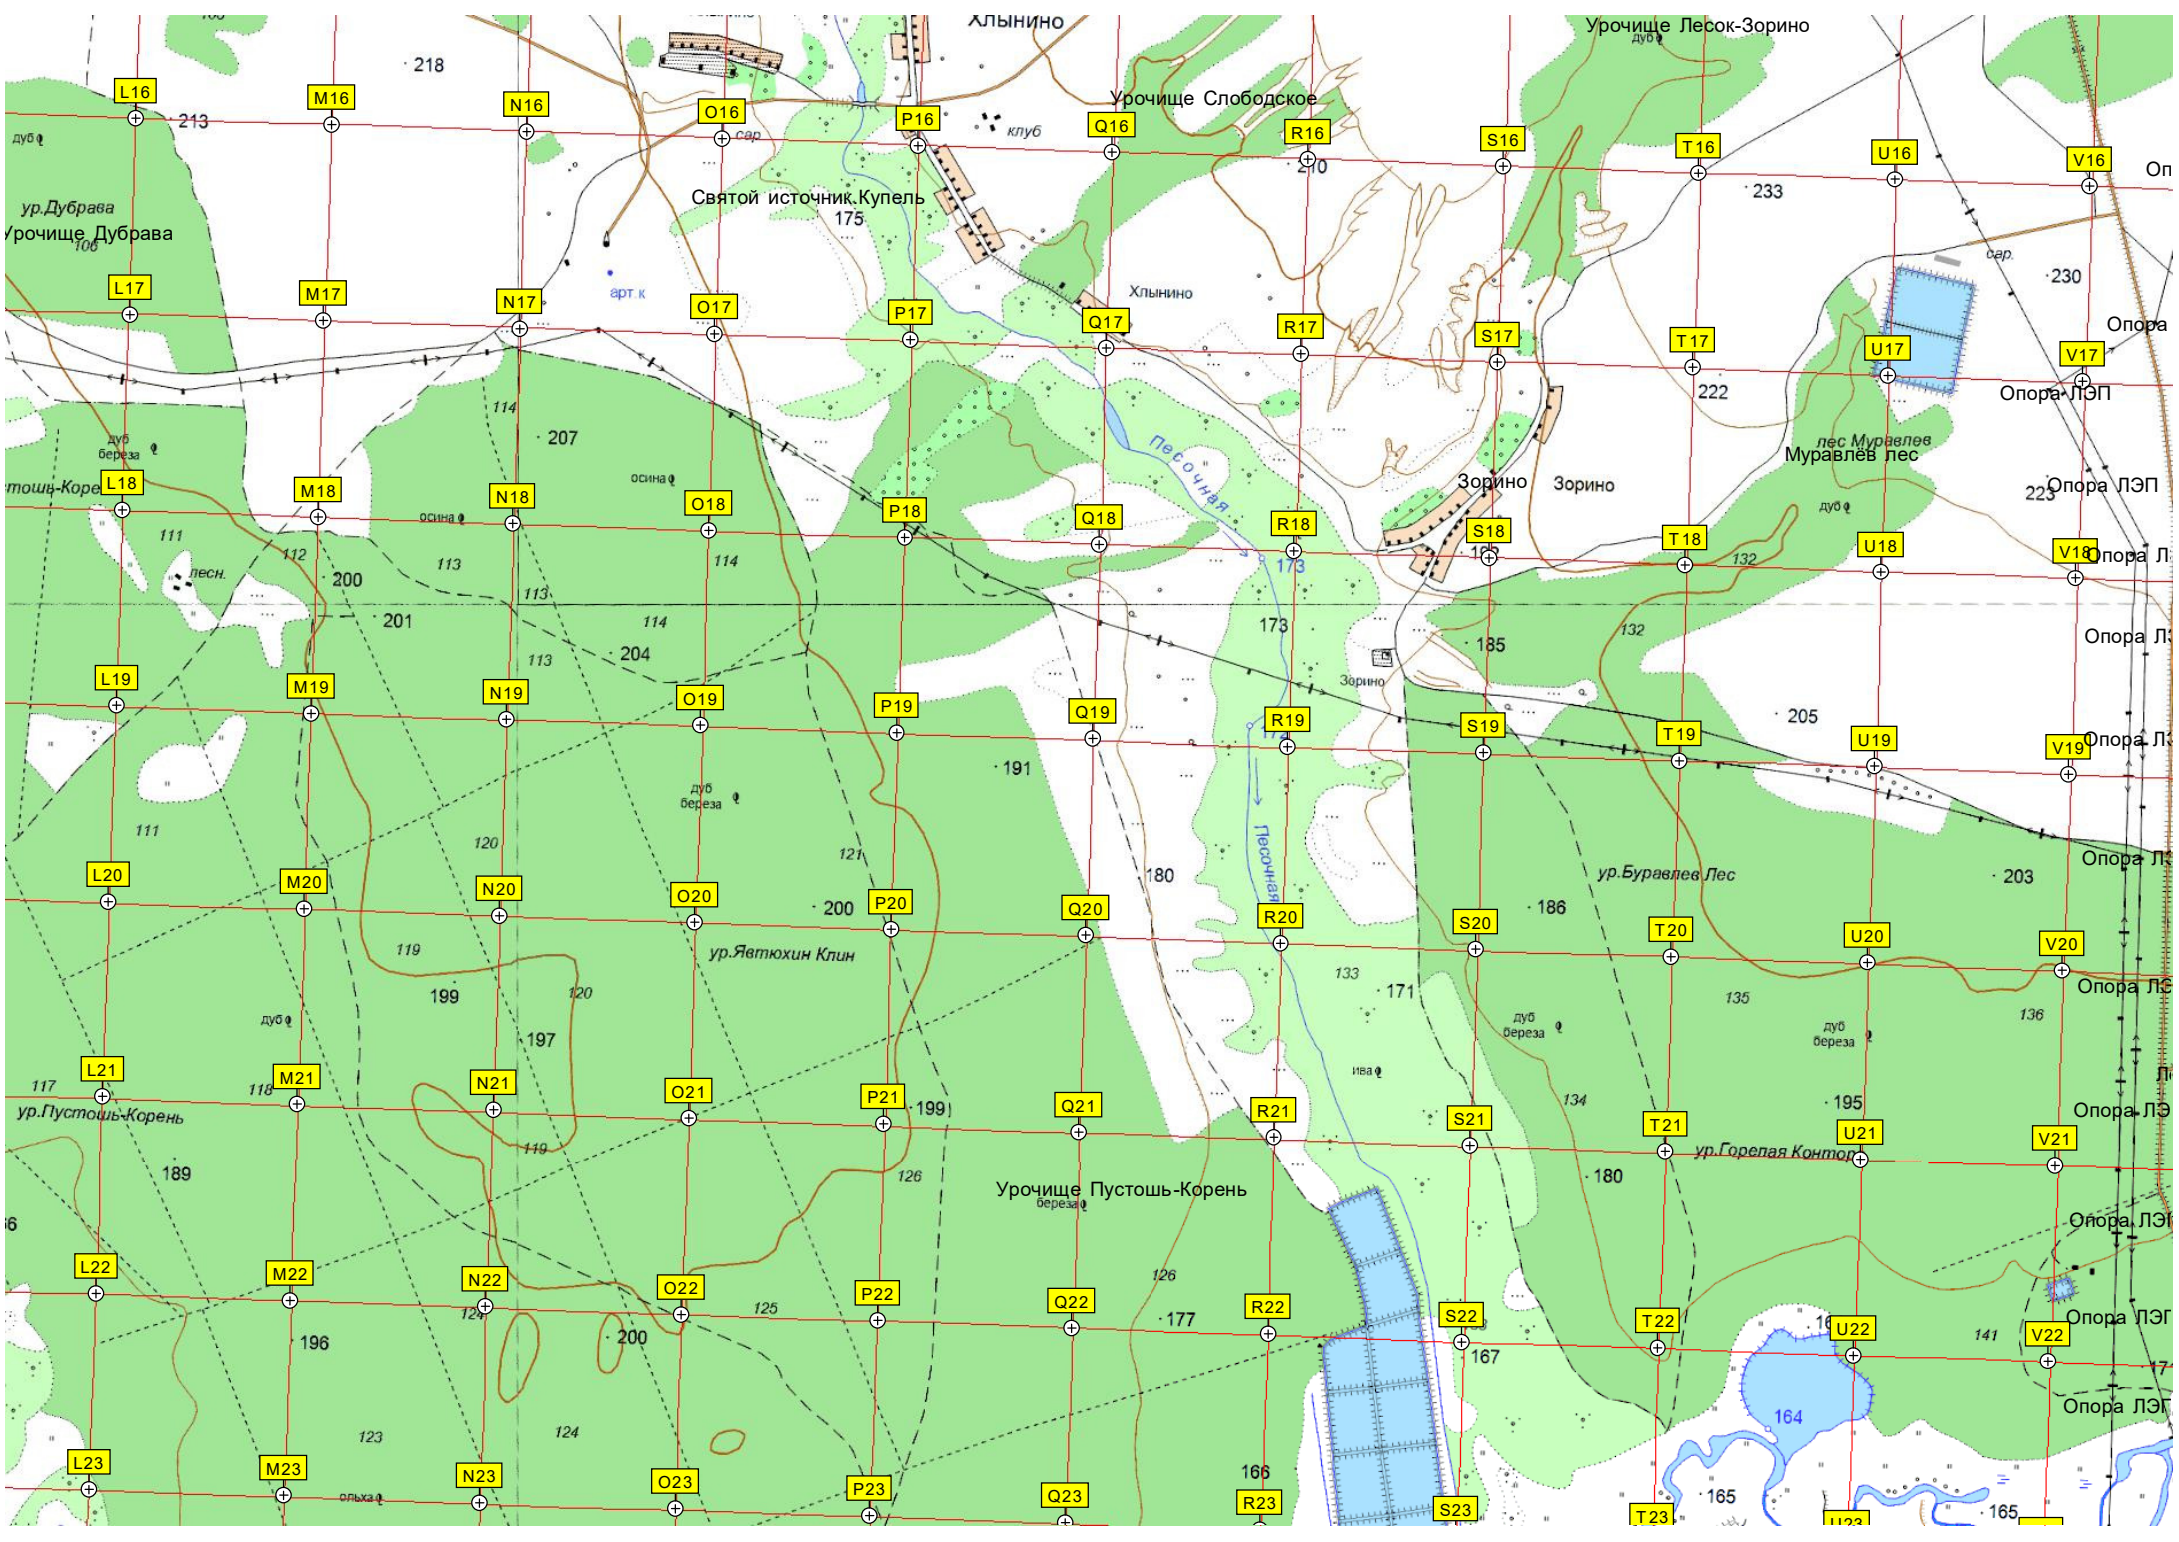 Хлынино
Урочище Лесок-Зорино
дуб
218
L16
M16
N16
O16
P16
Q16
R16
S16
T16
U16
V16
213
дуб
сар
клуб
Урочище Слободское
210
233
ур.Дубрава
Урочище Дубрава
106
Святой источник.Купель
175
сар.
230
L17
M17
N17
O17
P17
Q17
R17
S17
T17
U17
V17
арт.к
Хлынино
Опора
Опора ЛЭП
222
114
207
дуб
береза
осина
Песочная
лес Муравлев
Муравлёв лес
Зорино
Зорино
223
Опора ЛЭП
дуб
L18
M18
N18
O18
P18
Q18
R18
S18
T18
U18
V18
осина
111
112
113
114
173
132
лесн.
200
201
113
114
204
113
173
185
132
Зорино
205
L19
M19
N19
O19
P19
Q19
R19
S19
T19
U19
V19
191
дуб
береза
111
120
121
Песочная
180
ур.Буравлев Лес
203
L20
M20
N20
O20
P20
Q20
R20
S20
T20
U20
V20
200
186
119
ур.Явтюхин Клин
199
120
133
171
135
136
дуб
197
дуб
береза
дуб
береза
ива
L21
M21
N21
O21
P21
Q21
R21
S21
T21
U21
V21
117
118
ур.Пустошь-Корень
199
134
195
119
ур.Горелая Контор
189
126
180
Урочище Пустошь-Корень
береза
L22
M22
N22
O22
P22
Q22
R22
S22
T22
U22
V22
126
124
125
177
196
200
167
141
Опора ЛЭП
164
123
124
166
165
165
L23
M23
N23
O23
P23
Q23
R23
S23
T23
U23
ольха